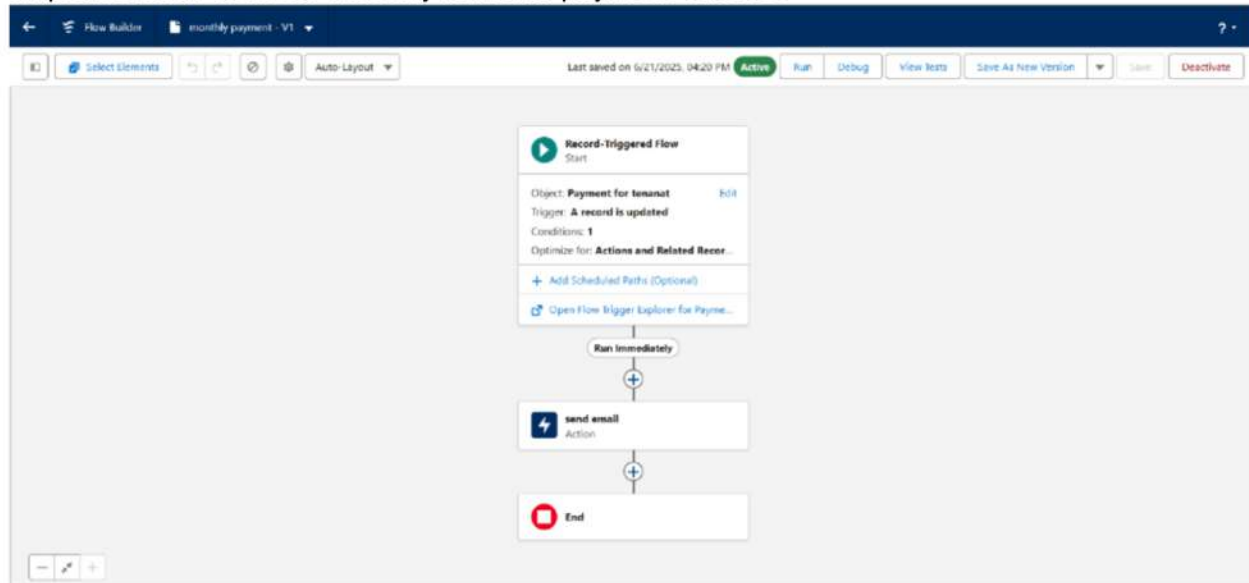 Flow Builder monthly payment - V1 ?
Select Elements Auto-Layout Last saved on 6/21/2025, 04:20 PM Active Run Debug View Tests Save As New Version Save Deactivate
Record-Triggered Flow
Start
Object: Payment for tenanat Edit
Trigger: A record is updated
Conditions: 1
Optimize for: Actions and Related Recor...
+ Add Scheduled Paths (Optional)
Open Flow Trigger Explorer for Payme...
Run Immediately
send email
Action
End